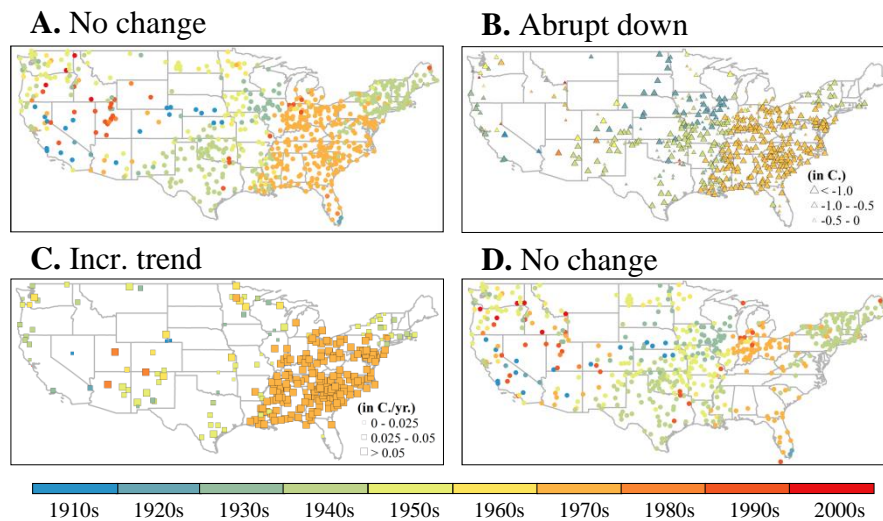 A. No change
B. Abrupt down
(in C.)
< -1.0
-1.0 - -0.5
-0.5 - 0
C. Incr. trend
D. No change
(in C./yr.)
0 - 0.025
0.025 - 0.05
> 0.05
1910s 1920s 1930s 1940s 1950s 1960s 1970s 1980s 1990s 2000s